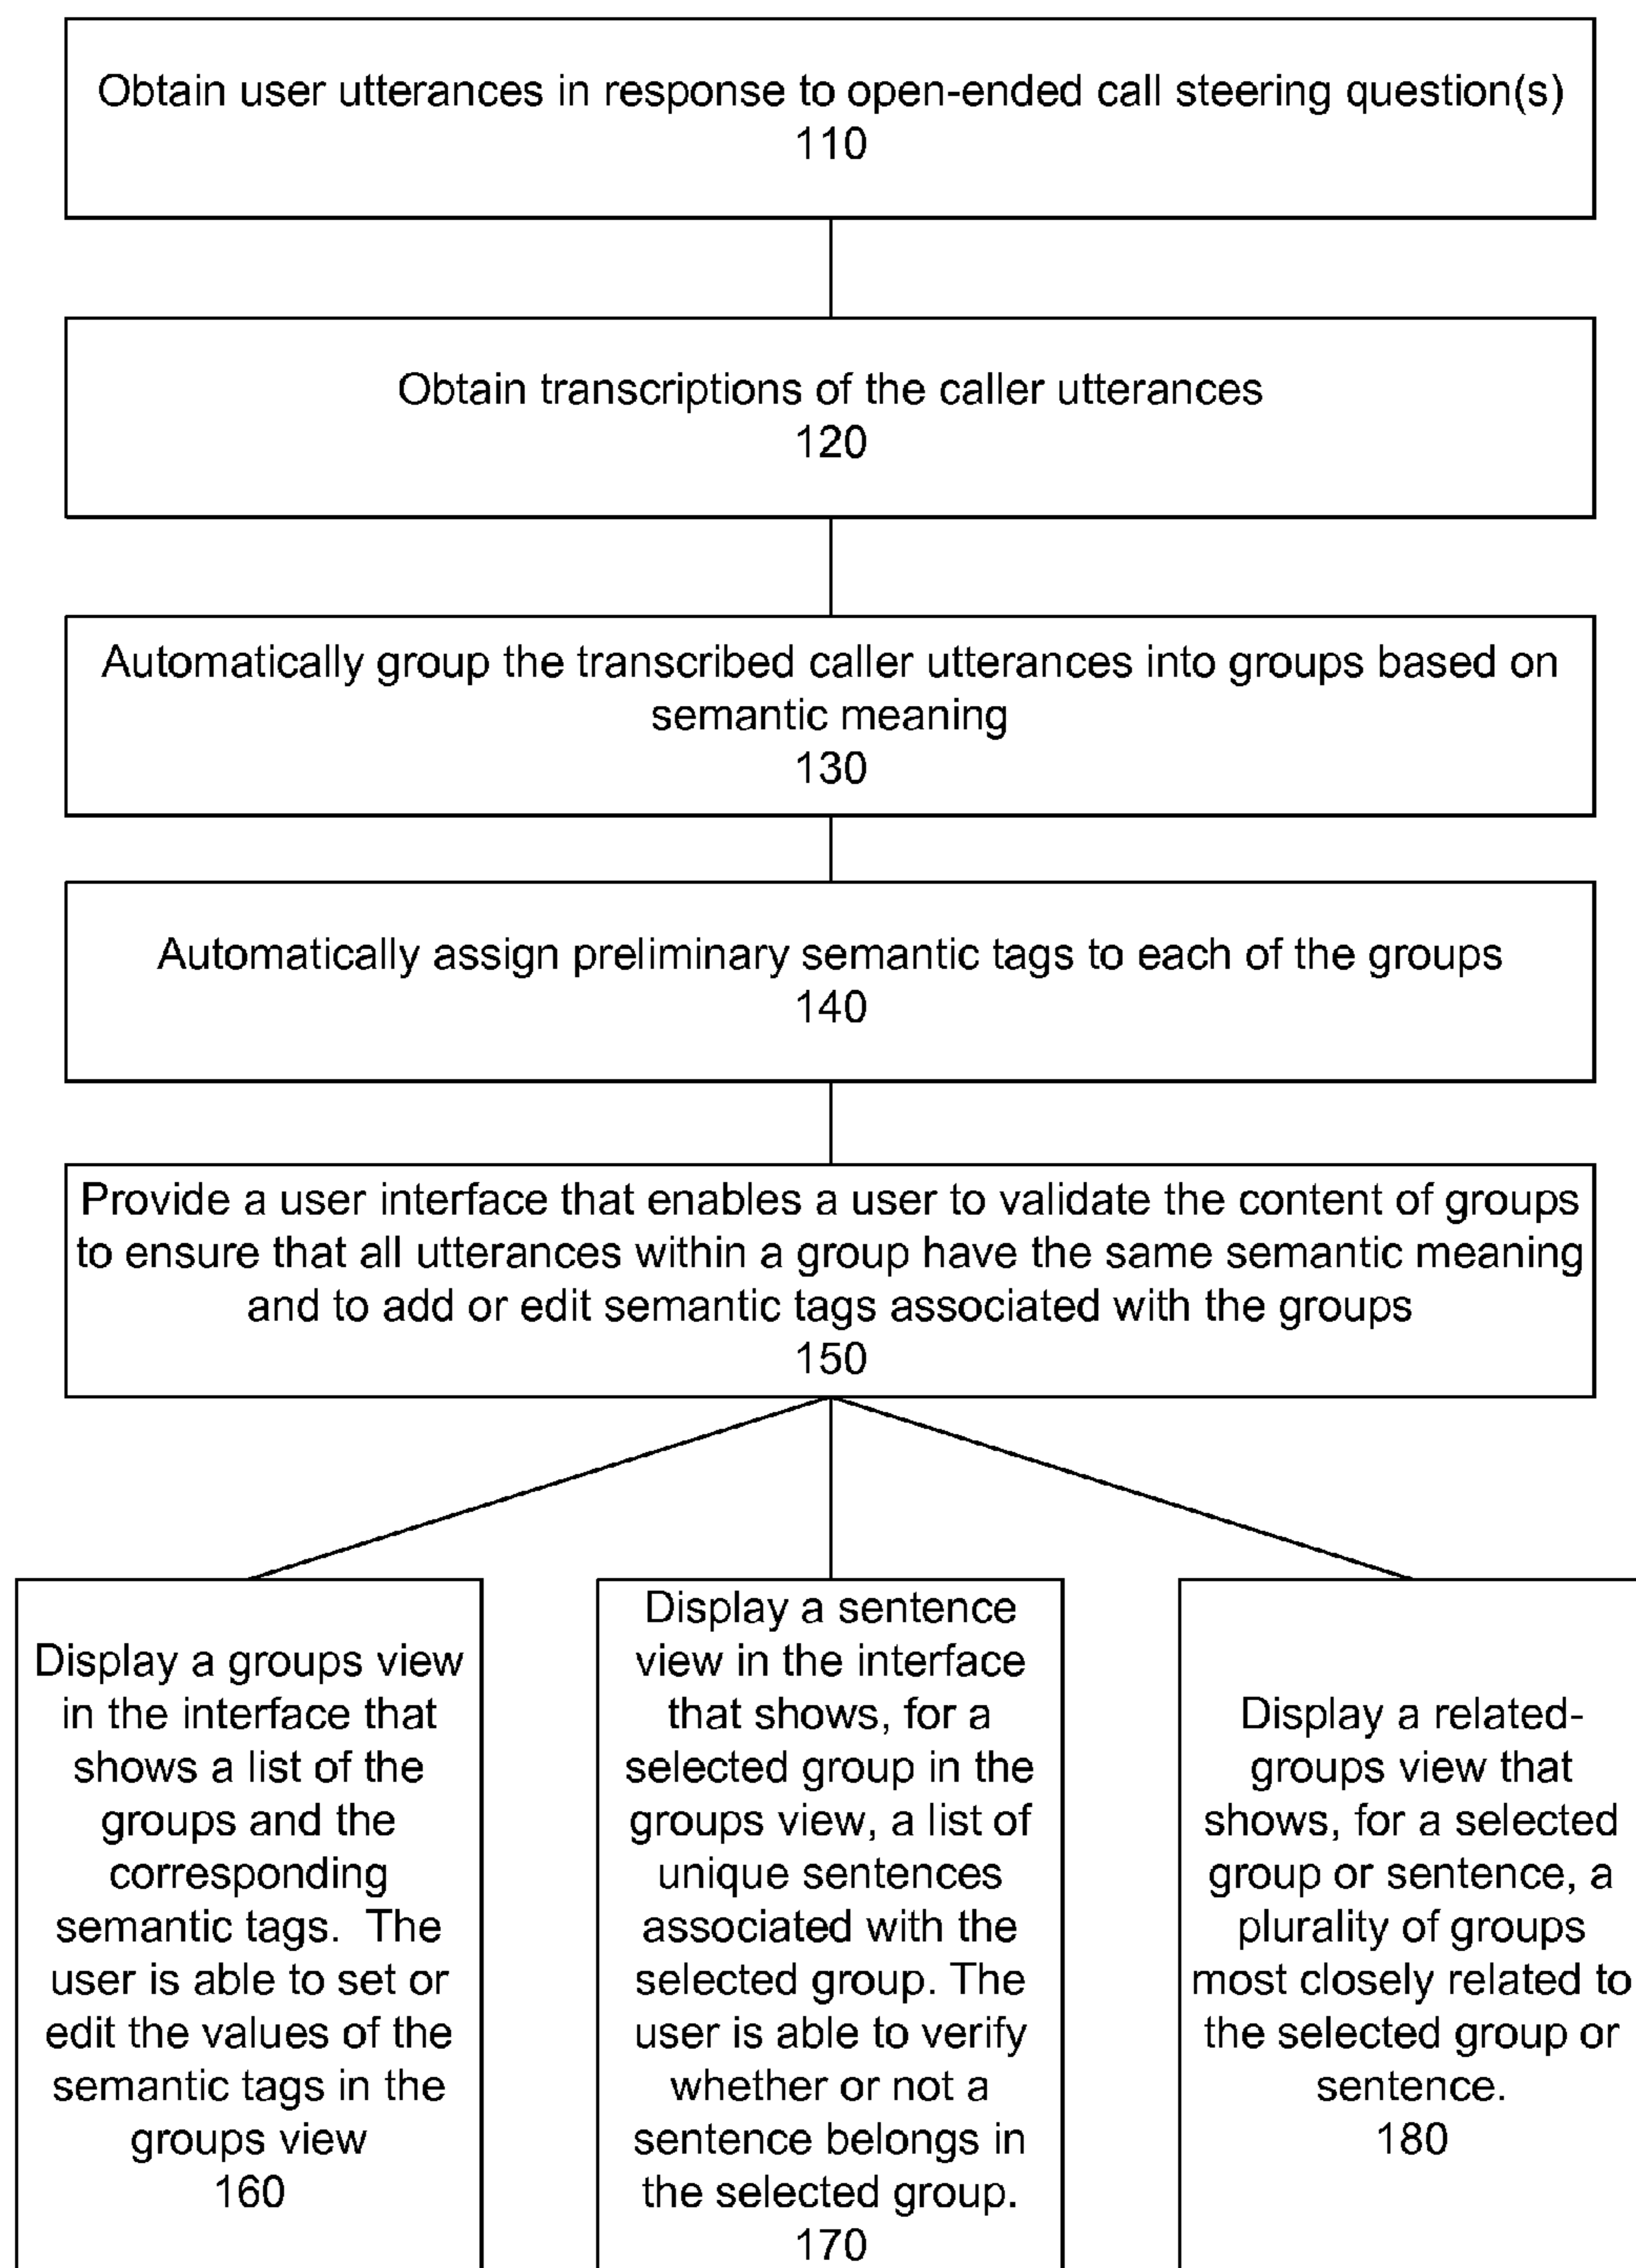 Obtain user utterances in response to open-ended call steering question(s)
110
Obtain transcriptions of the caller utterances
120
Automatically group the transcribed caller utterances into groups based on
semantic meaning
130
Automatically assign preliminary semantic tags to each of the groups
140
Provide a user interface that enables a user to validate the content of groups
to ensure that all utterances within a group have the same semantic meaning
and to add or edit semantic tags associated with the groups
150
Display a groups view
in the interface that
shows a list of the
groups and the
corresponding
semantic tags. The
user is able to set or
edit the values of the
semantic tags in the
groups view
160
Display a sentence
view in the interface
that shows, for a
selected group in the
groups view, a list of
unique sentences
associated with the
selected group. The
user is able to verify
whether or not a
sentence belongs in
the selected group.
170
Display a related-
groups view that
shows, for a selected
group or sentence, a
plurality of groups
most closely related to
the selected group or
sentence.
180